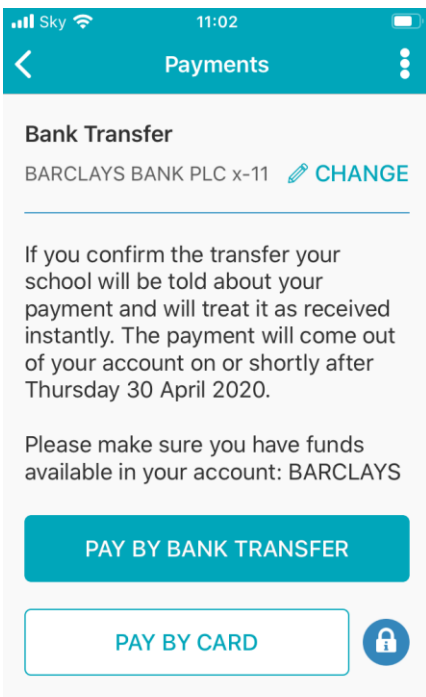 Sky 11:02
Payments
Bank Transfer
BARCLAYS BANK PLC x-11 CHANGE
If you confirm the transfer your
school will be told about your
payment and will treat it as received
instantly. The payment will come out
of your account on or shortly after
Thursday 30 April 2020.
Please make sure you have funds
available in your account: BARCLAYS
PAY BY BANK TRANSFER
PAY BY CARD